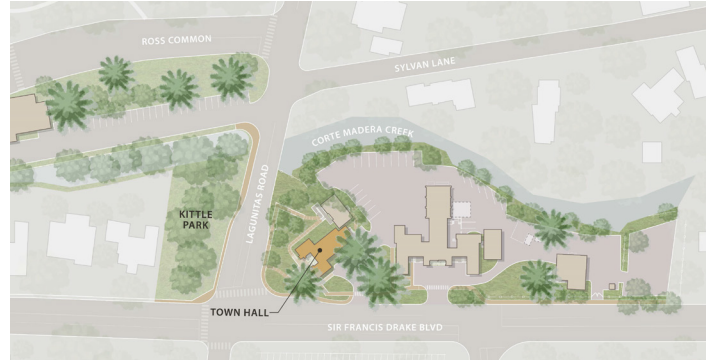 ROSS COMMON
SYLVAN LANE
CORTE MADERA CREEK
LAGUNITAS ROAD
KITTLE
PARK
TOWN HALL
SIR FRANCIS DRAKE BLVD